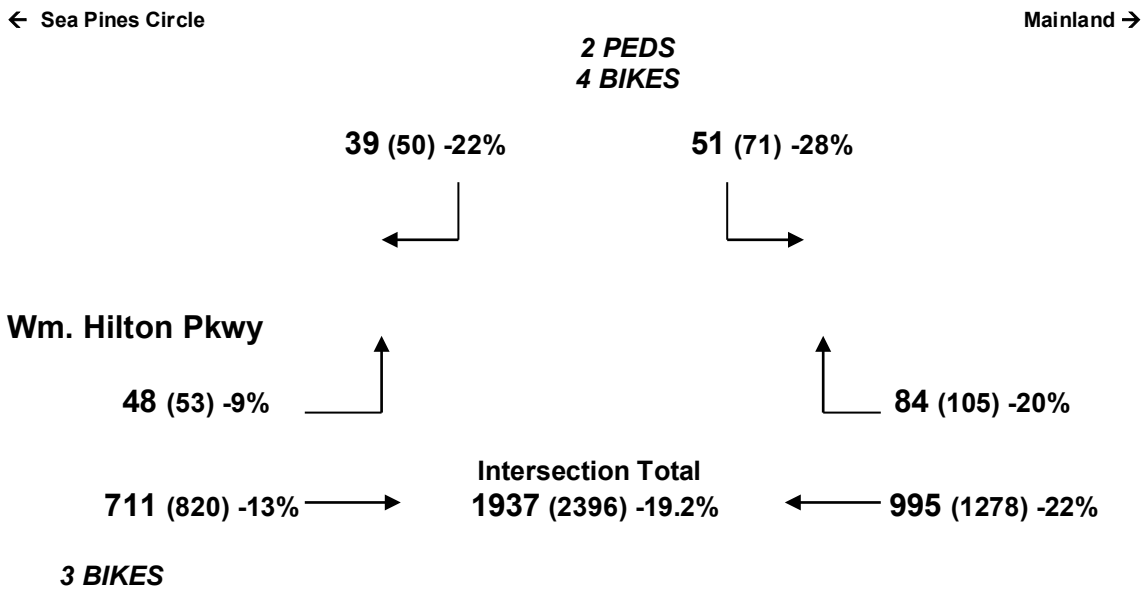 ← Sea Pines Circle
Mainland →
2 PEDS
4 BIKES
39 (50) -22%
51 (71) -28%
Wm. Hilton Pkwy
48 (53) -9%
84 (105) -20%
Intersection Total
711 (820) -13%
1937 (2396) -19.2%
995 (1278) -22%
3 BIKES